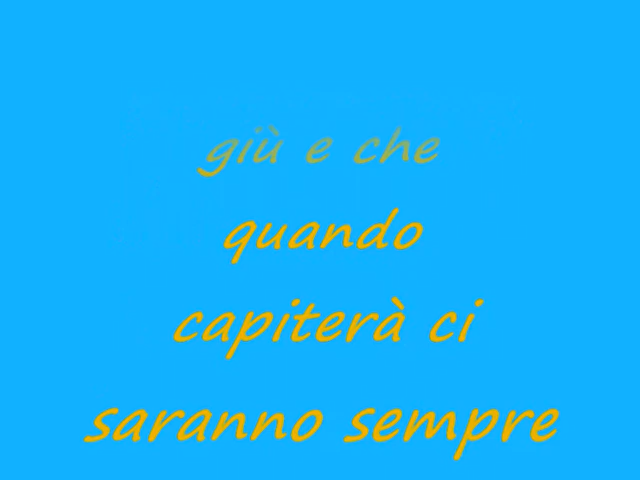 giù e che
quando
capiterà ci
saranno sempre